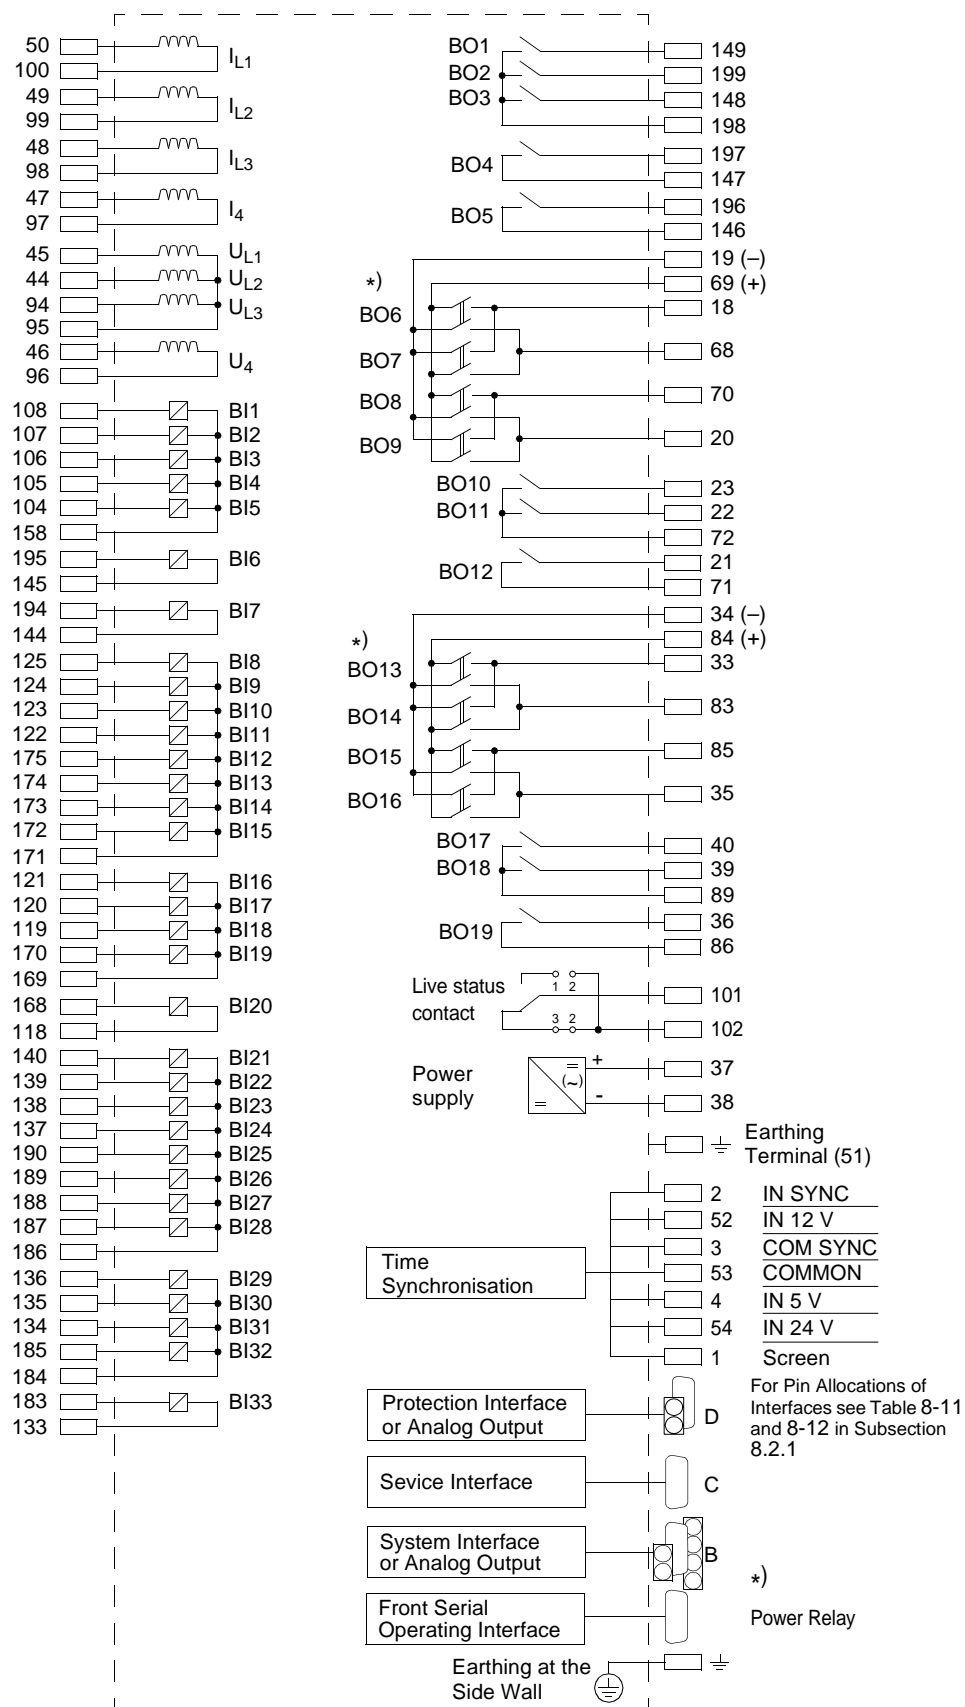 50
100
I_L1
49
99
I_L2
48
98
I_L3
47
97
I_4
45
U_L1
44
U_L2
94
U_L3
95
46
96
U_4
108 BI1
107 BI2
106 BI3
105 BI4
104 BI5
158
195 BI6
145
194 BI7
144
125 BI8
124 BI9
123 BI10
122 BI11
175 BI12
174 BI13
173 BI14
172 BI15
171
121 BI16
120 BI17
119 BI18
170 BI19
169
168 BI20
118
140 BI21
139 BI22
138 BI23
137 BI24
190 BI25
189 BI26
188 BI27
187 BI28
186
136 BI29
135 BI30
134 BI31
185 BI32
184
183 BI33
133
BO1 149
BO2 199
BO3 148
198
BO4 197
147
BO5 196
146
19 (–)
*) 69 (+)
BO6 18
BO7 68
BO8 70
BO9 20
BO10 23
BO11 22
72
BO12 21
71
34 (–)
*) 84 (+)
BO13 33
BO14 83
BO15 85
BO16 35
BO17 40
BO18 39
89
BO19 36
86
Live status
contact
1 2
3 2
101
102
Power
supply
=
(~)
=
+ 37
- 38
Earthing
Terminal (51)
Time
Synchronisation
2 IN SYNC
52 IN 12 V
3 COM SYNC
53 COMMON
4 IN 5 V
54 IN 24 V
1 Screen
Protection Interface
or Analog Output
D
For Pin Allocations of
Interfaces see Table 8-11
and 8-12 in Subsection
8.2.1
Sevice Interface
C
System Interface
or Analog Output
B
*)
Power Relay
Front Serial
Operating Interface
Earthing at the
Side Wall